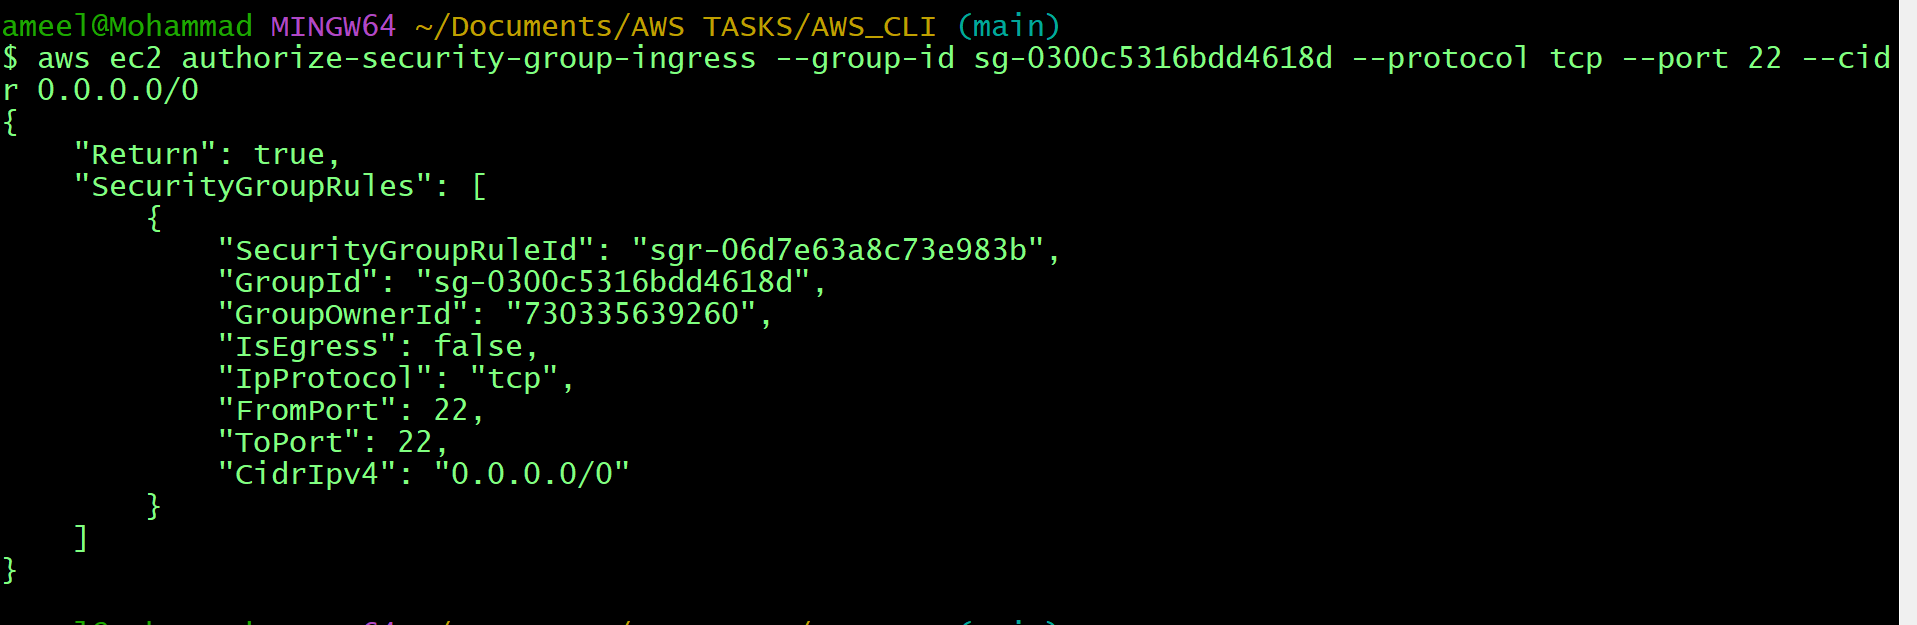 ameel@Mohammad MINGW64 ~/Documents/AWS TASKS/AWS_CLI (main)
$ aws ec2 authorize-security-group-ingress --group-id sg-0300c5316bdd4618d --protocol tcp --port 22 --cid
r 0.0.0.0/0
{
    "Return": true,
    "SecurityGroupRules": [
        {
            "SecurityGroupRuleId": "sgr-06d7e63a8c73e983b",
            "GroupId": "sg-0300c5316bdd4618d",
            "GroupOwnerId": "730335639260",
            "IsEgress": false,
            "IpProtocol": "tcp",
            "FromPort": 22,
            "ToPort": 22,
            "CidrIpv4": "0.0.0.0/0"
        }
    ]
}